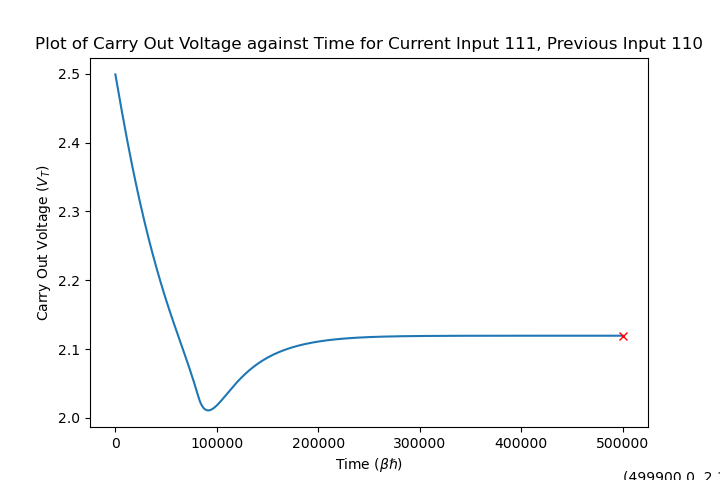 Plot of Carry Out Voltage against Time for Current Input 111, Previous Input 110
2.5
2.4
2.3
2.2
2.1
2.0
Carry Out Voltage (V_T)
0 100000 200000 300000 400000 500000
Time (βħ)
(499900.0, 2.